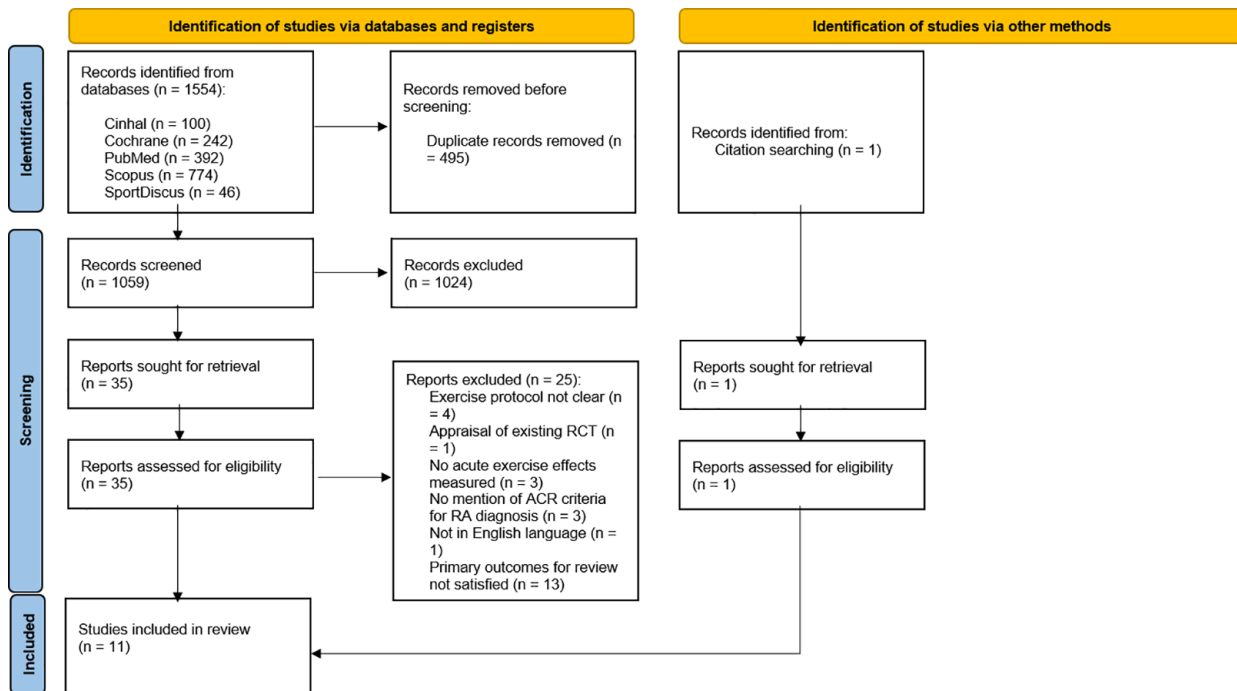 Identification of studies via databases and registers
Identification of studies via other methods
Identification
Records identified from
databases (n = 1554):
Cinhal (n = 100)
Cochrane (n = 242)
PubMed (n = 392)
Scopus (n = 774)
SportDiscus (n = 46)
Records removed before
screening:
Duplicate records removed (n
= 495)
Records identified from:
Citation searching (n = 1)
Screening
Records screened
(n = 1059)
Records excluded
(n = 1024)
Reports sought for retrieval
(n = 35)
Reports sought for retrieval
(n = 1)
Reports assessed for eligibility
(n = 35)
Reports excluded (n = 25):
Exercise protocol not clear (n
= 4)
Appraisal of existing RCT (n
= 1)
No acute exercise effects
measured (n = 3)
No mention of ACR criteria
for RA diagnosis (n = 3)
Not in English language (n =
1)
Primary outcomes for review
not satisfied (n = 13)
Reports assessed for eligibility
(n = 1)
Included
Studies included in review
(n = 11)